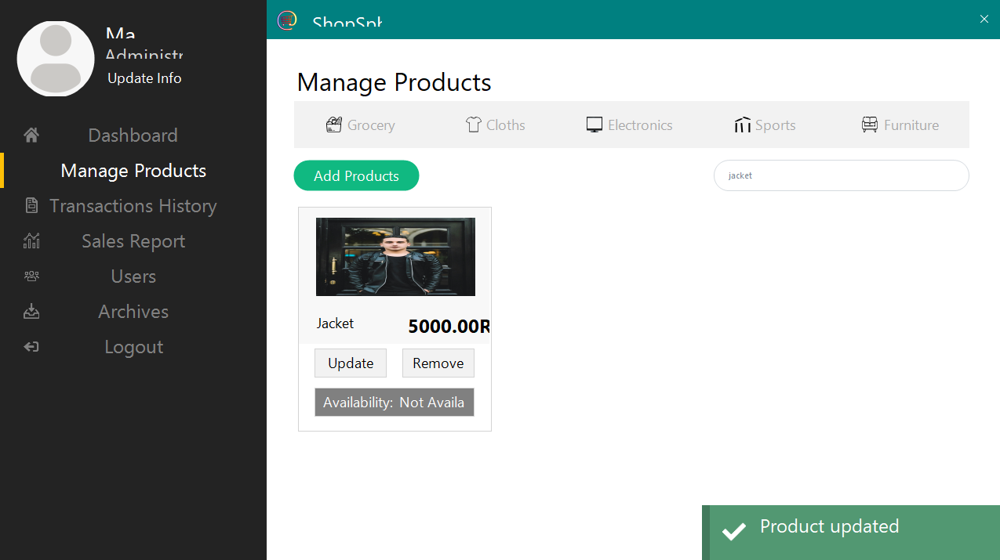 Ma
Administr
Update Info
Dashboard
Manage Products
Transactions History
Sales Report
Users
Archives
Logout
ShopSph
Manage Products
Grocery Cloths Electronics Sports Furniture
Add Products
jacket
Jacket 5000.00R
Update Remove
Availability: Not Availa
Product updated